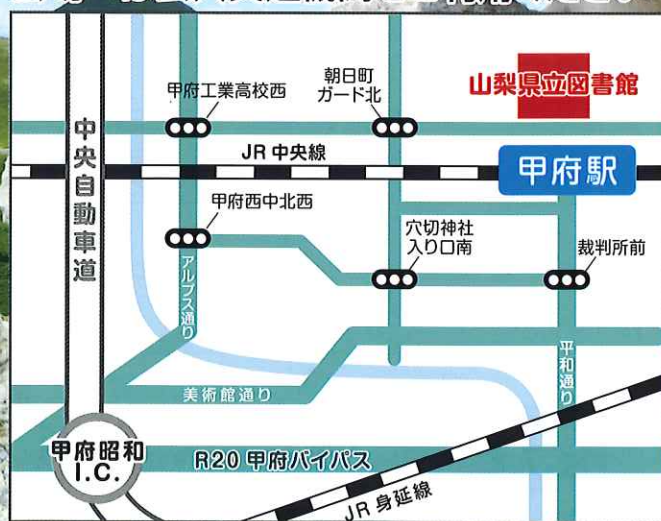 甲府工業高校西
朝日町
ガード北
山梨県立図書館
中央自動車道
JR 中央線
甲府駅
甲府西中北西
穴切神社
入り口南
裁判所前
アルプス通り
平和通り
美術館通り
甲府昭和
I.C.
R20 甲府バイパス
JR 身延線